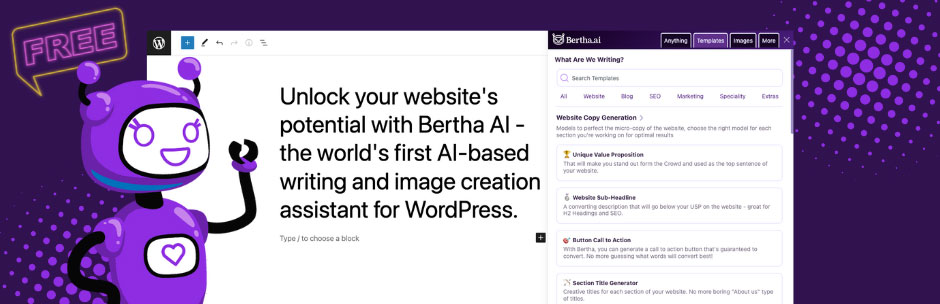 FREE
Unlock your website's
potential with Bertha AI -
the world's first AI-based
writing and image creation
assistant for WordPress.
Type / to choose a block
Bertha.ai
Anything
Templates
Images
More
What Are We Writing?
Search Templates
All Website Blog SEO Marketing Speciality Extras
Website Copy Generation
Models to perfect the micro-copy of the website, choose the right model for each
section you're working on for optimal results
Unique Value Proposition
That will make you stand out form the Crowd and used as the top sentence of
your website.
Website Sub-Headline
A converting description that will go below your USP on the website - great for
H2 Headings and SEO.
Button Call to Action
With Bertha, you can generate a call to action button that's guaranteed to
convert. No more guessing what words will convert best!
Section Title Generator
Creative titles for each section of your website. No more boring "About us" type
of titles.